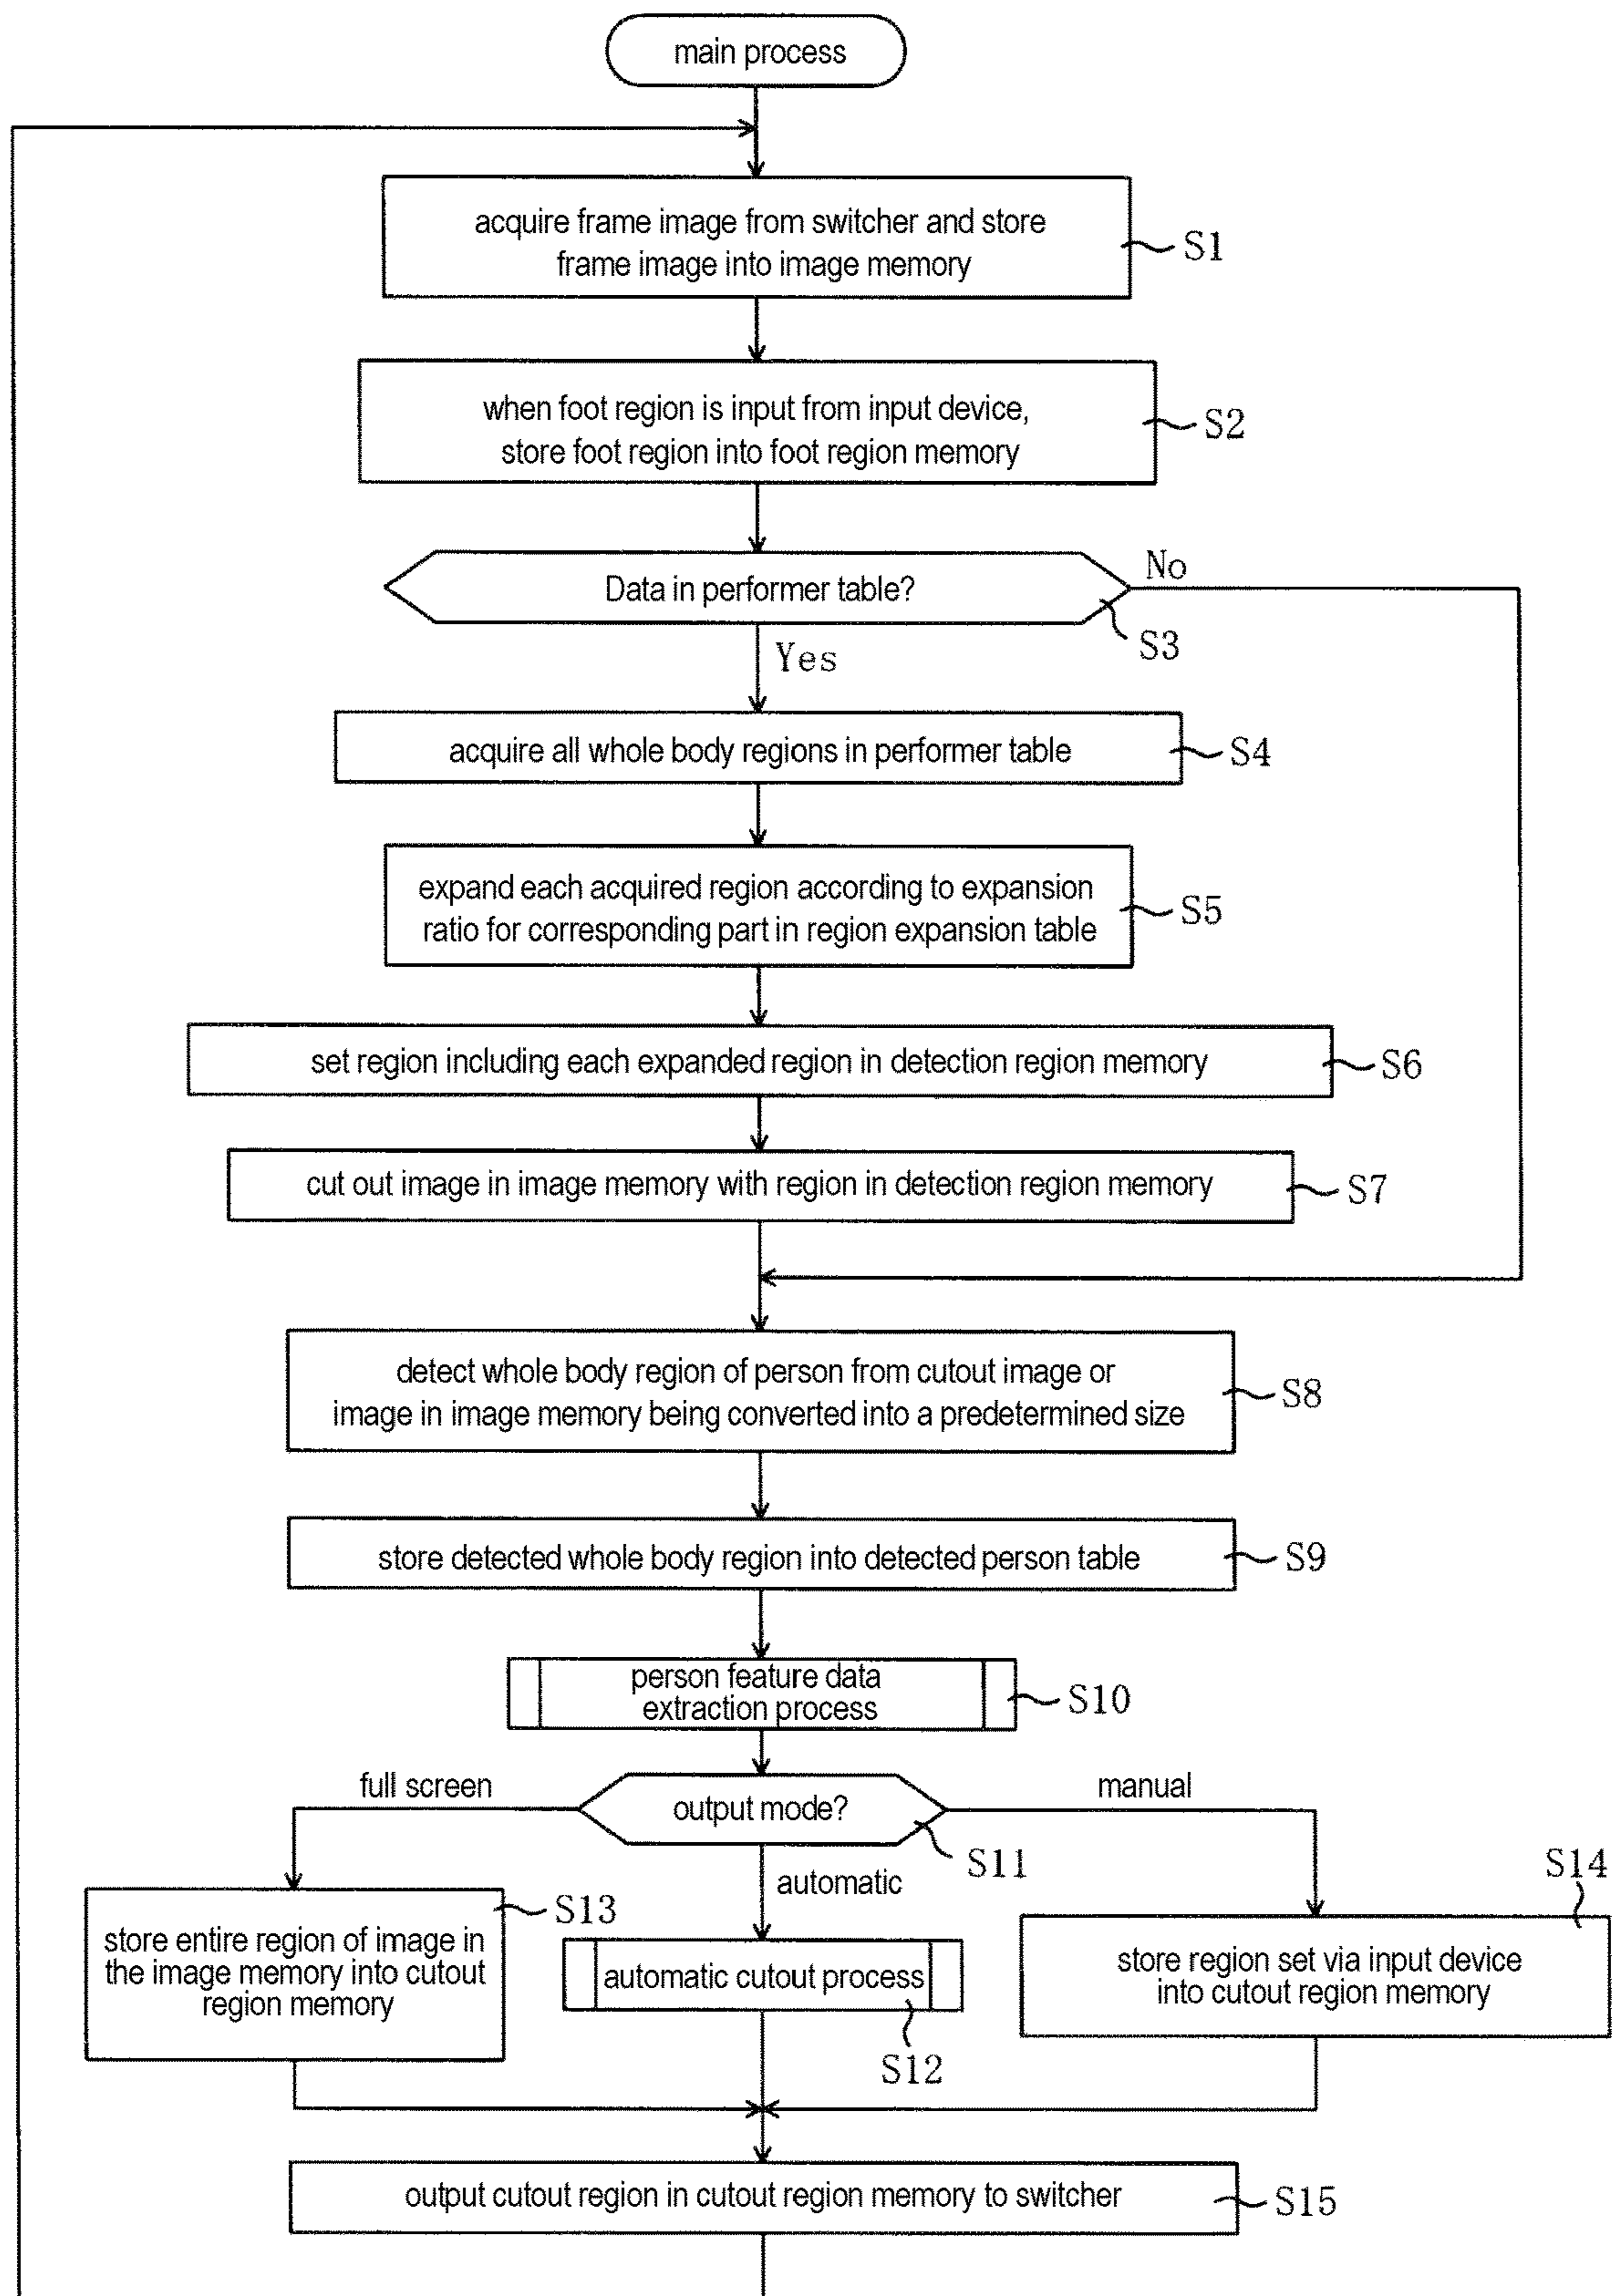 main process
acquire frame image from switcher and store
frame image into image memory
S1
when foot region is input from input device,
store foot region into foot region memory
S2
Data in performer table?
No
S3
Yes
acquire all whole body regions in performer table
S4
expand each acquired region according to expansion
ratio for corresponding part in region expansion table
S5
set region including each expanded region in detection region memory
S6
cut out image in image memory with region in detection region memory
S7
detect whole body region of person from cutout image or
image in image memory being converted into a predetermined size
S8
store detected whole body region into detected person table
S9
person feature data
extraction process
S10
full screen
output mode?
manual
S11
automatic
S13
store entire region of image in
the image memory into cutout
region memory
automatic cutout process
S12
S14
store region set via input device
into cutout region memory
output cutout region in cutout region memory to switcher
S15